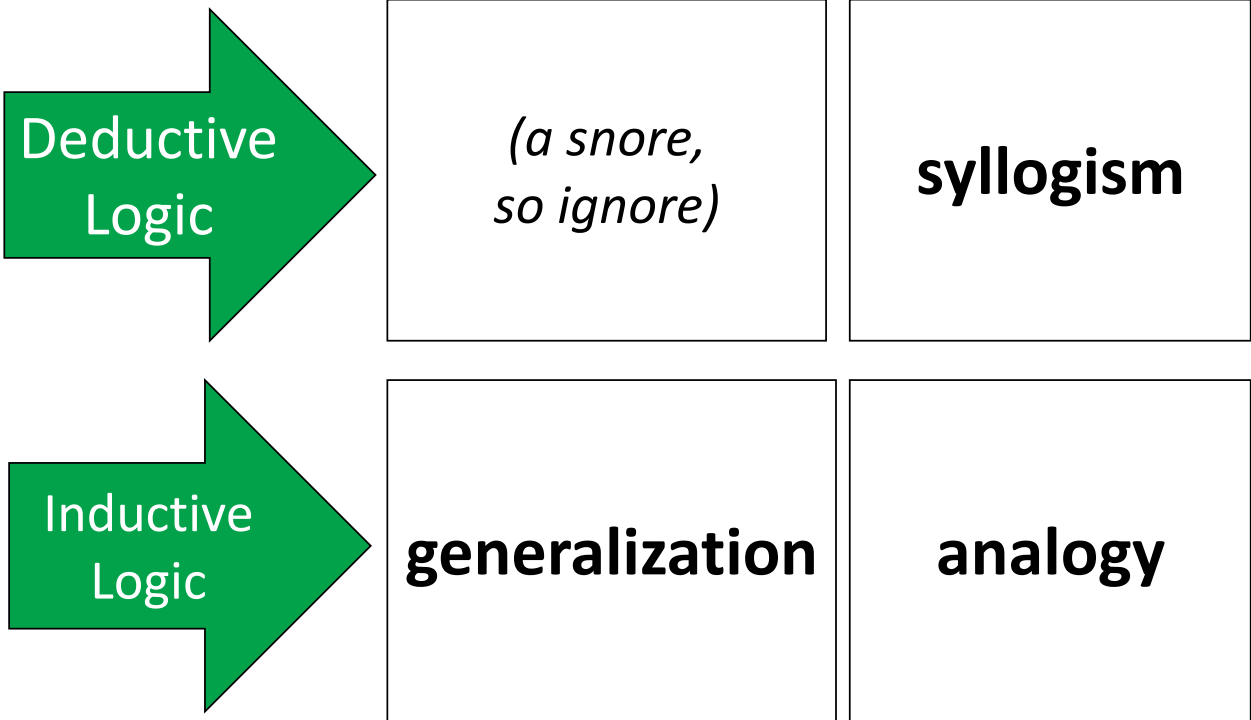 Deductive
Logic
(a snore,
so ignore)
syllogism
Inductive
Logic
generalization
analogy